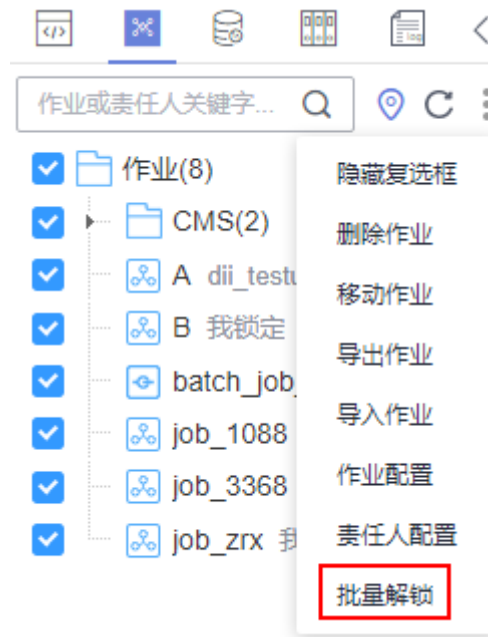 作业或责任人关键字...
作业(8)
CMS(2)
A dii_testu
B 我锁定
batch_job_
job_1088
job_3368
job_zrx 我
隐藏复选框
删除作业
移动作业
导出作业
导入作业
作业配置
责任人配置
批量解锁